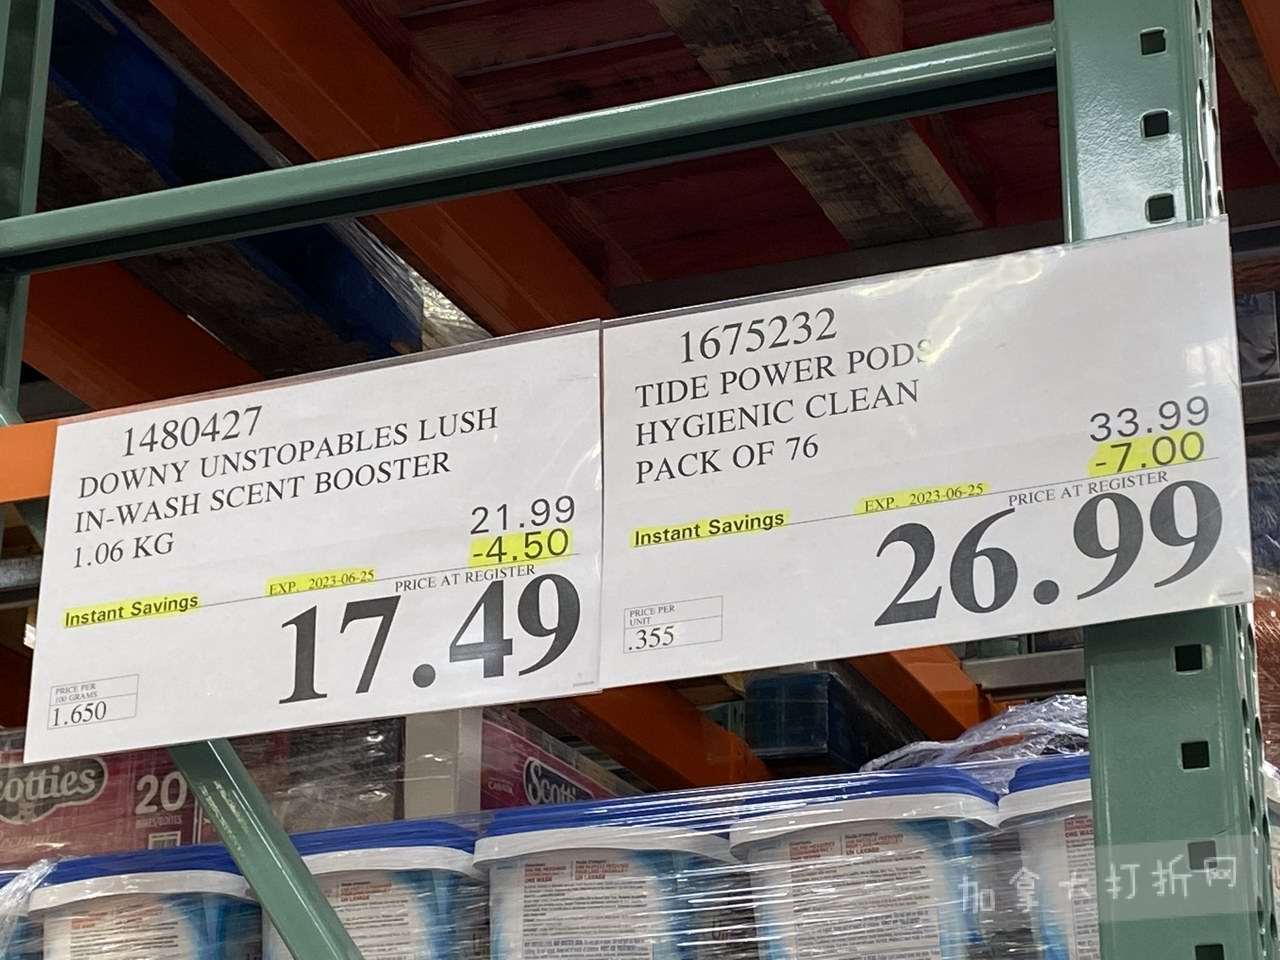 1480427
DOWNY UNSTOPABLES LUSH
IN-WASH SCENT BOOSTER
1.06 KG
21.99
-4.50
Instant Savings
EXP. 2023-06-25
PRICE AT REGISTER
17.49
PRICE PER
100 GRAMS
1.650
1675232
TIDE POWER PODS
HYGIENIC CLEAN
PACK OF 76
33.99
-7.00
Instant Savings
EXP. 2023-06-25
PRICE AT REGISTER
26.99
PRICE PER
UNIT
.355
cotties
20
Scotti
加拿大打折网